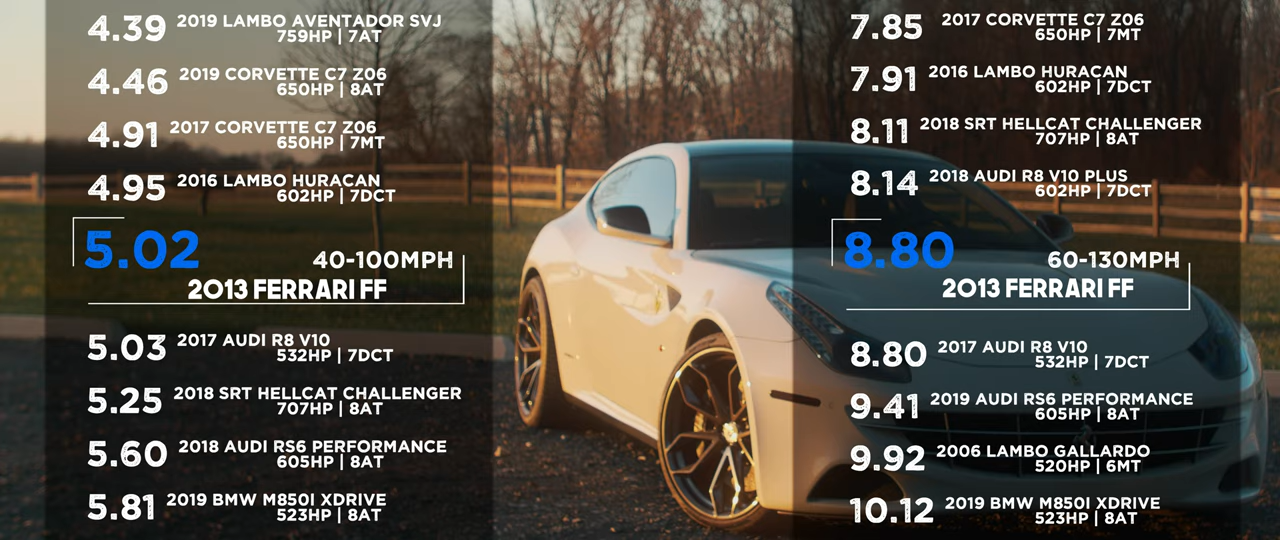 4.39 2019 LAMBO AVENTADOR SVJ
759HP | 7AT
4.46 2019 CORVETTE C7 Z06
650HP | 8AT
4.91 2017 CORVETTE C7 Z06
650HP | 7MT
4.95 2016 LAMBO HURACAN
602HP | 7DCT
5.02 40-100MPH
2013 FERRARI FF
5.03 2017 AUDI R8 V10
532HP | 7DCT
5.25 2018 SRT HELLCAT CHALLENGER
707HP | 8AT
5.60 2018 AUDI RS6 PERFORMANCE
605HP | 8AT
5.81 2019 BMW M850I XDRIVE
523HP | 8AT
7.85 2017 CORVETTE C7 Z06
650HP | 7MT
7.91 2016 LAMBO HURACAN
602HP | 7DCT
8.11 2018 SRT HELLCAT CHALLENGER
707HP | 8AT
8.14 2018 AUDI R8 V10 PLUS
602HP | 7DCT
8.80 60-130MPH
2013 FERRARI FF
8.80 2017 AUDI R8 V10
532HP | 7DCT
9.41 2019 AUDI RS6 PERFORMANCE
605HP | 8AT
9.92 2006 LAMBO GALLARDO
520HP | 6MT
10.12 2019 BMW M850I XDRIVE
523HP | 8AT